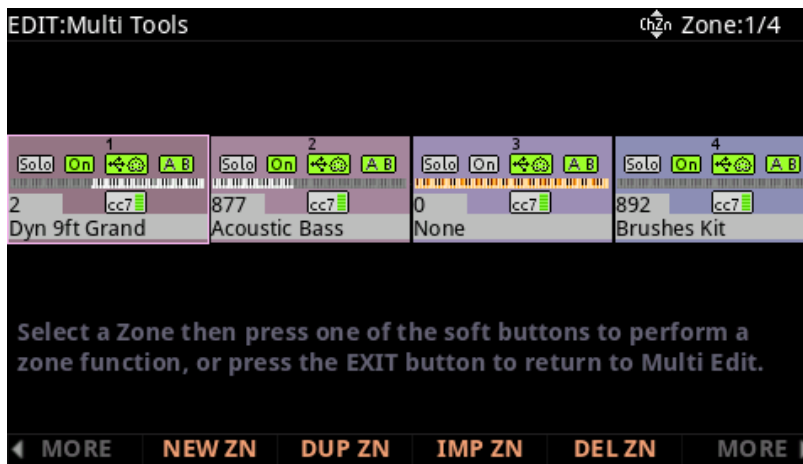 EDIT:Multi Tools
ChZn Zone:1/4
1 2 3 4
Solo On A B Solo On A B Solo On A B Solo On A B
2 cc7 877 cc7 0 cc7 892 cc7
Dyn 9ft Grand Acoustic Bass None Brushes Kit
Select a Zone then press one of the soft buttons to perform a
zone function, or press the EXIT button to return to Multi Edit.
MORE NEW ZN DUP ZN IMP ZN DEL ZN MORE